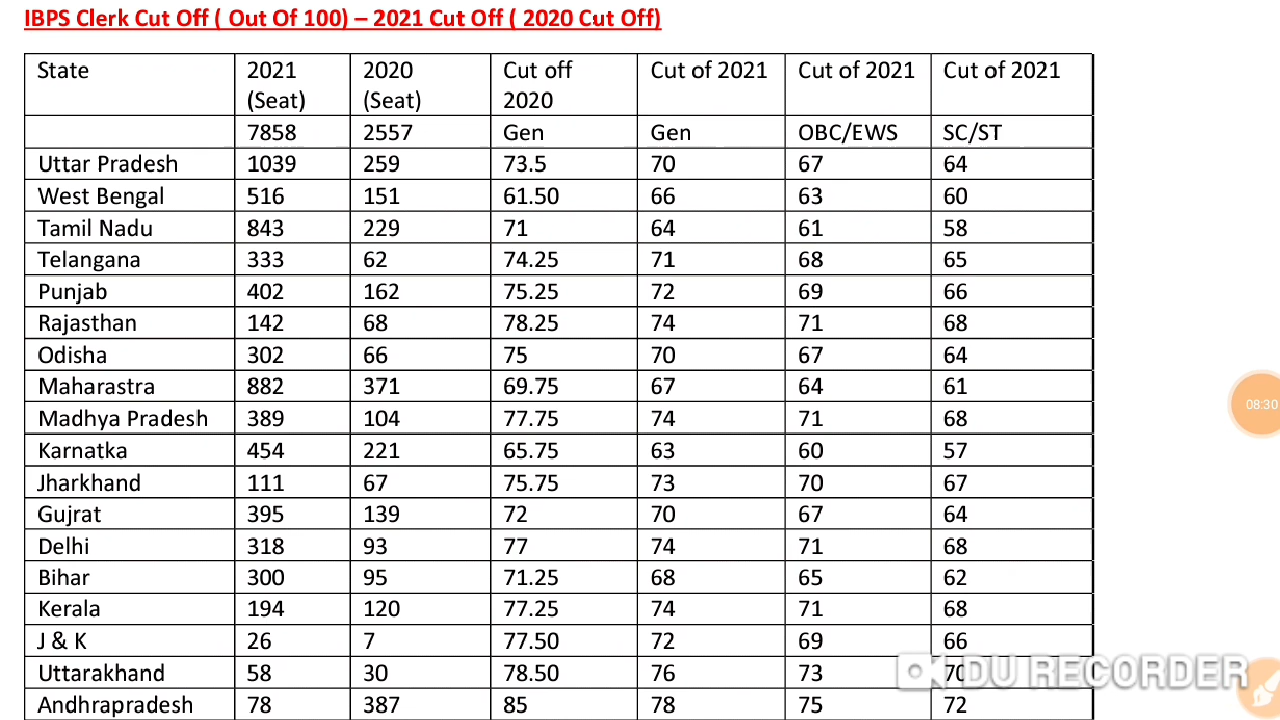 IBPS Clerk Cut Off ( Out Of 100) – 2021 Cut Off ( 2020 Cut Off)
State 2021 (Seat) 2020 (Seat) Cut off 2020 Cut of 2021 Cut of 2021 Cut of 2021
7858 2557 Gen Gen OBC/EWS SC/ST
Uttar Pradesh 1039 259 73.5 70 67 64
West Bengal 516 151 61.50 66 63 60
Tamil Nadu 843 229 71 64 61 58
Telangana 333 62 74.25 71 68 65
Punjab 402 162 75.25 72 69 66
Rajasthan 142 68 78.25 74 71 68
Odisha 302 66 75 70 67 64
Maharastra 882 371 69.75 67 64 61
Madhya Pradesh 389 104 77.75 74 71 68
Karnatka 454 221 65.75 63 60 57
Jharkhand 111 67 75.75 73 70 67
Gujrat 395 139 72 70 67 64
Delhi 318 93 77 74 71 68
Bihar 300 95 71.25 68 65 62
Kerala 194 120 77.25 74 71 68
J & K 26 7 77.50 72 69 66
Uttarakhand 58 30 78.50 76 73 70
Andhrapradesh 78 387 85 78 75 72
08:30
DU RECORDER